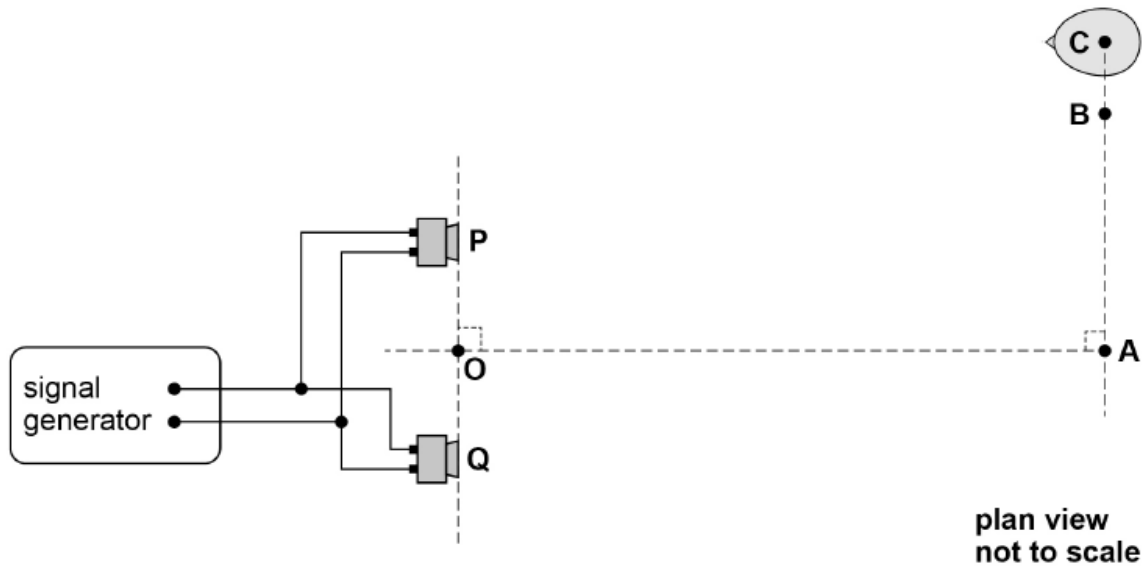 C
B
P
O
A
signal
generator
Q
plan view
not to scale